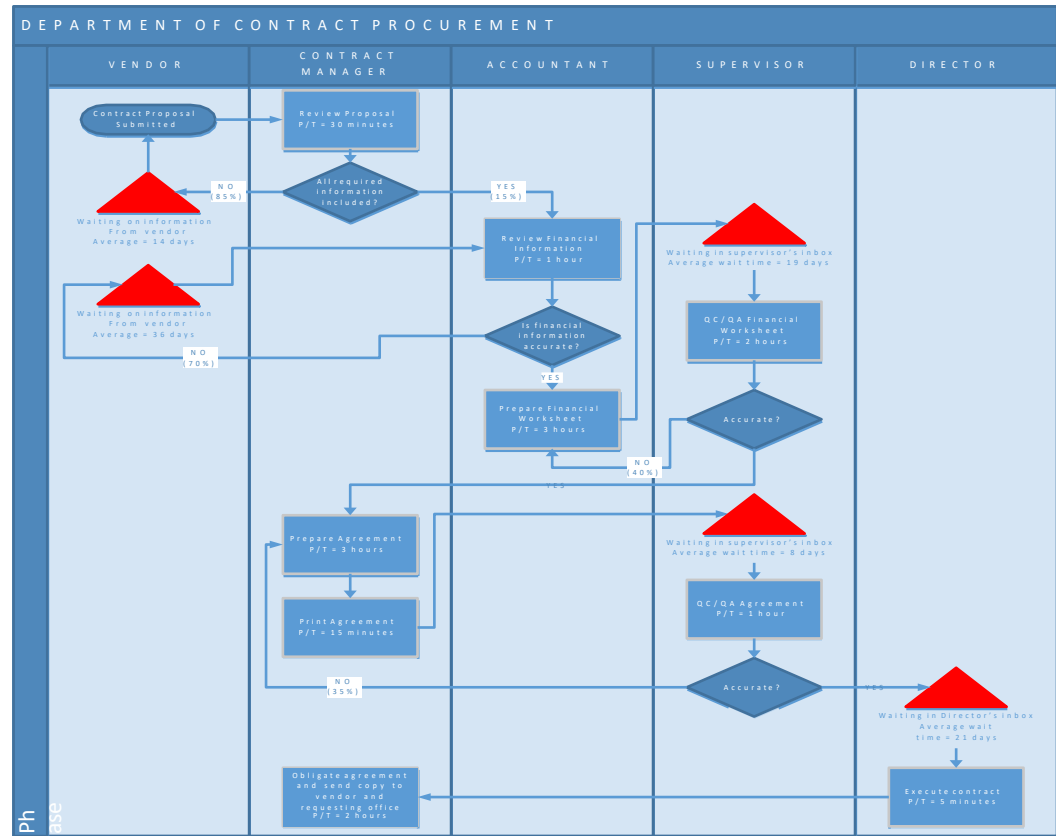 DEPARTMENT OF CONTRACT PROCUREMENT
VENDOR
CONTRACT
MANAGER
ACCOUNTANT
SUPERVISOR
DIRECTOR
Contract Proposal
Submitted
Review Proposal
P/T = 30 minutes
All required
information
included?
NO
(85%)
YES
(15%)
Waiting on information
From vendor
Average = 14 days
Review Financial
Information
P/T = 1 hour
Waiting in supervisor's inbox
Average wait time = 19 days
Waiting on information
From vendor
Average = 36 days
Is financial
information
accurate?
NO
(70%)
YES
QC/QA Financial
Worksheet
P/T = 2 hours
Prepare Financial
Worksheet
P/T = 3 hours
Accurate?
NO
(40%)
YES
Prepare Agreement
P/T = 3 hours
Waiting in supervisor's inbox
Average wait time = 8 days
Print Agreement
P/T = 15 minutes
QC/QA Agreement
P/T = 1 hour
NO
(35%)
Accurate?
YES
Waiting in Director's inbox
Average wait
time = 21 days
Obligate agreement
and send copy to
vendor and
requesting office
P/T = 2 hours
Execute contract
P/T = 5 minutes
Ph
ase